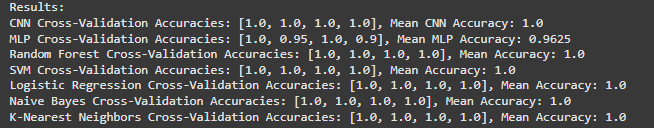 Results:
CNN Cross-Validation Accuracies: [1.0, 1.0, 1.0, 1.0], Mean CNN Accuracy: 1.0
MLP Cross-Validation Accuracies: [1.0, 0.95, 1.0, 0.9], Mean MLP Accuracy: 0.9625
Random Forest Cross-Validation Accuracies: [1.0, 1.0, 1.0, 1.0], Mean Accuracy: 1.0
SVM Cross-Validation Accuracies: [1.0, 1.0, 1.0, 1.0], Mean Accuracy: 1.0
Logistic Regression Cross-Validation Accuracies: [1.0, 1.0, 1.0, 1.0], Mean Accuracy: 1.0
Naive Bayes Cross-Validation Accuracies: [1.0, 1.0, 1.0, 1.0], Mean Accuracy: 1.0
K-Nearest Neighbors Cross-Validation Accuracies: [1.0, 1.0, 1.0, 1.0], Mean Accuracy: 1.0